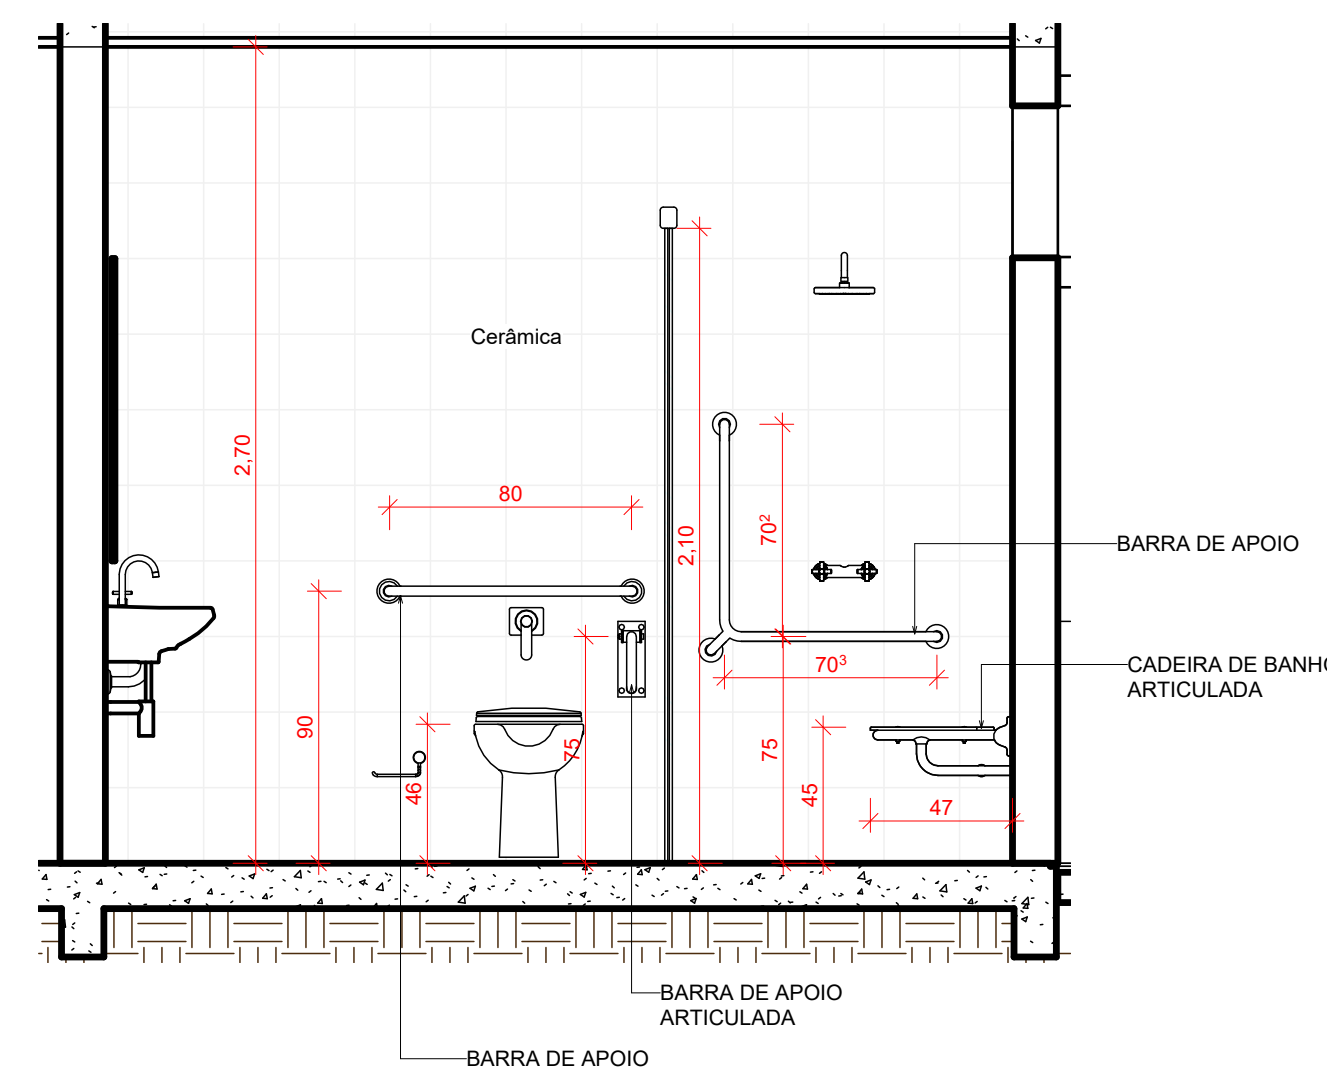 Cerâmica
2,70
80
2,10
70²
BARRA DE APOIO
70³
CADEIRA DE BANHO
ARTICULADA
90
75
75
46
45
47
BARRA DE APOIO
ARTICULADA
BARRA DE APOIO